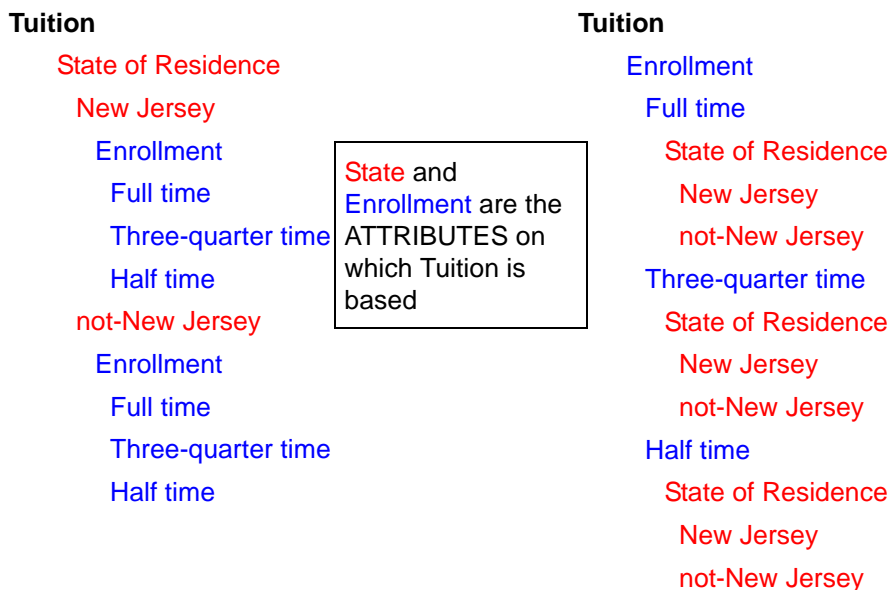 Tuition
State of Residence
New Jersey
Enrollment
Full time
Three-quarter time
Half time
not-New Jersey
Enrollment
Full time
Three-quarter time
Half time
State and
Enrollment are the
ATTRIBUTES on
which Tuition is
based
Tuition
Enrollment
Full time
State of Residence
New Jersey
not-New Jersey
Three-quarter time
State of Residence
New Jersey
not-New Jersey
Half time
State of Residence
New Jersey
not-New Jersey